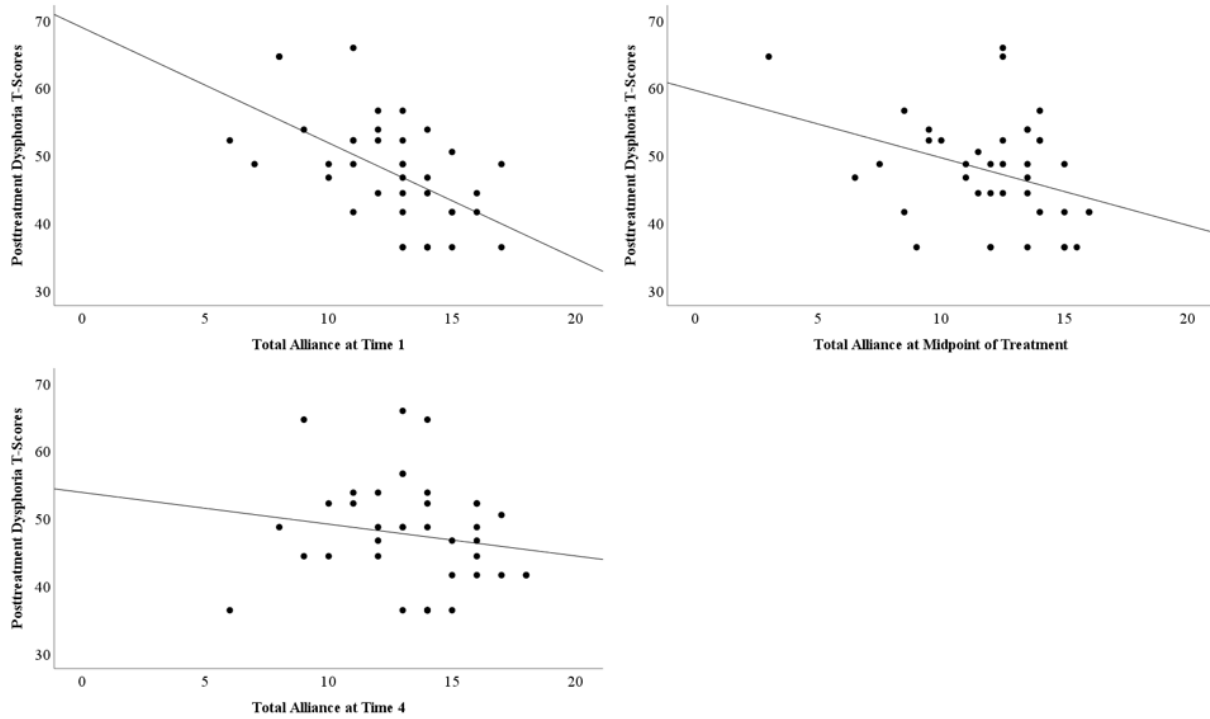 70
60
50
40
30
Posttreatment Dysphoria T-Scores
0 5 10 15 20
Total Alliance at Time 1
70
60
50
40
30
Posttreatment Dysphoria T-Scores
0 5 10 15 20
Total Alliance at Midpoint of Treatment
70
60
50
40
30
Posttreatment Dysphoria T-Scores
0 5 10 15 20
Total Alliance at Time 4